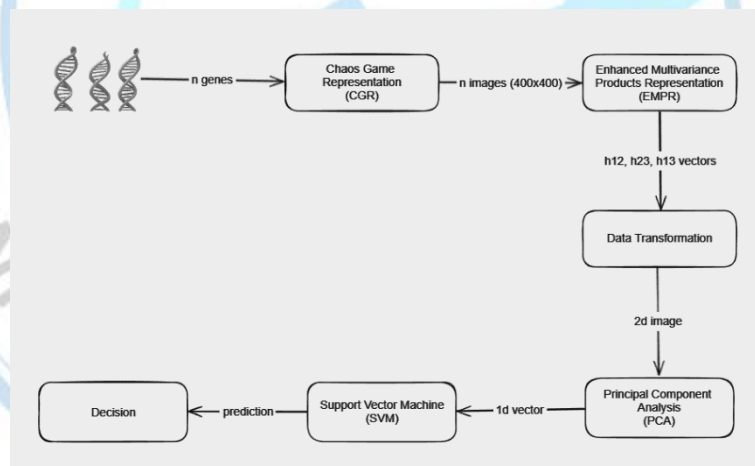 n genes
Chaos Game
Representation
(CGR)
n images (400x400)
Enhanced Multivariance
Products Representation
(EMPR)
h12, h23, h13 vectors
Data Transformation
2d image
Principal Component
Analysis
(PCA)
1d vector
Support Vector Machine
(SVM)
prediction
Decision